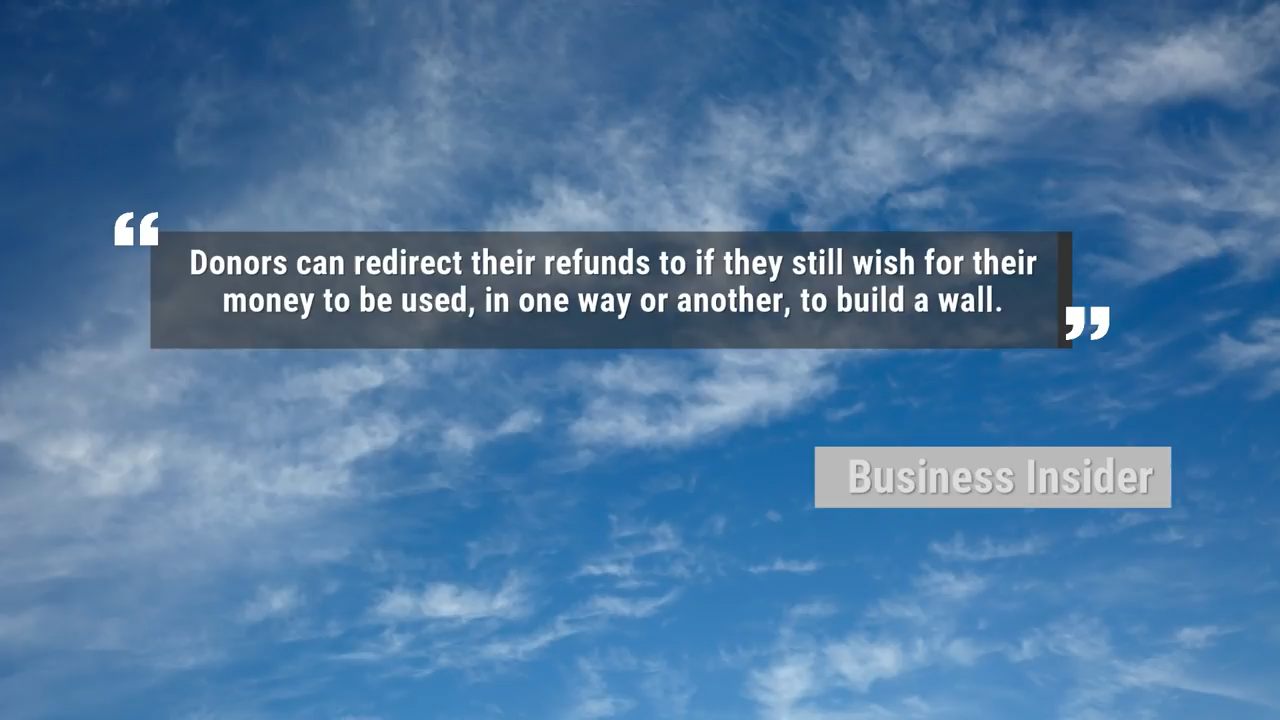 “
Donors can redirect their refunds to if they still wish for their
money to be used, in one way or another, to build a wall.
”
Business Insider